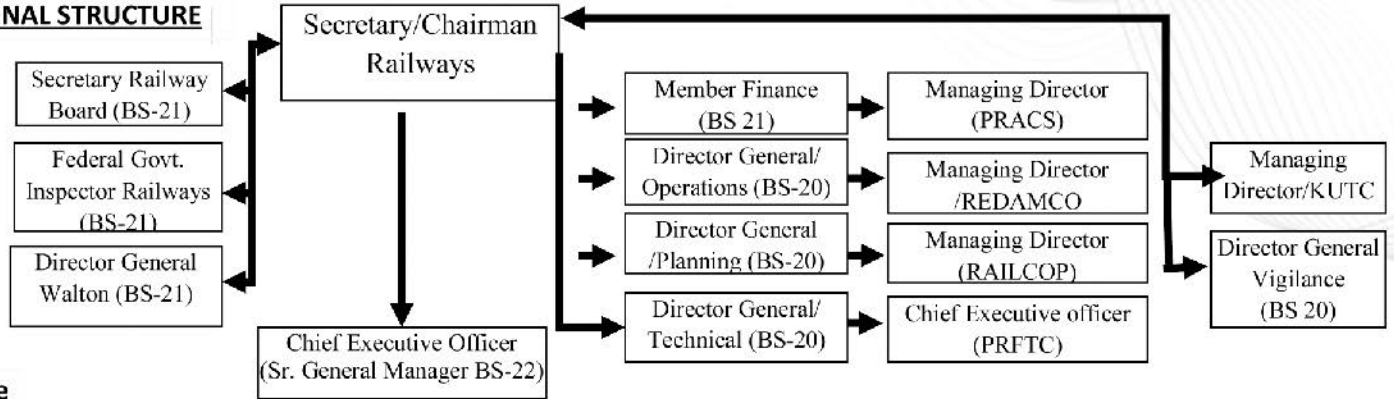 NAL STRUCTURE
Secretary/Chairman
Railways
Secretary Railway
Board (BS-21)
Federal Govt.
Inspector Railways
(BS-21)
Director General
Walton (BS-21)
Chief Executive Officer
(Sr. General Manager BS-22)
Member Finance
(BS 21)
Director General/
Operations (BS-20)
Director General
/Planning (BS-20)
Director General/
Technical (BS-20)
Managing Director
(PRACS)
Managing Director
/REDAMCO
Managing Director
(RAILCOP)
Chief Executive officer
(PRFTC)
Managing
Director/KUTC
Director General
Vigilance
(BS 20)
e